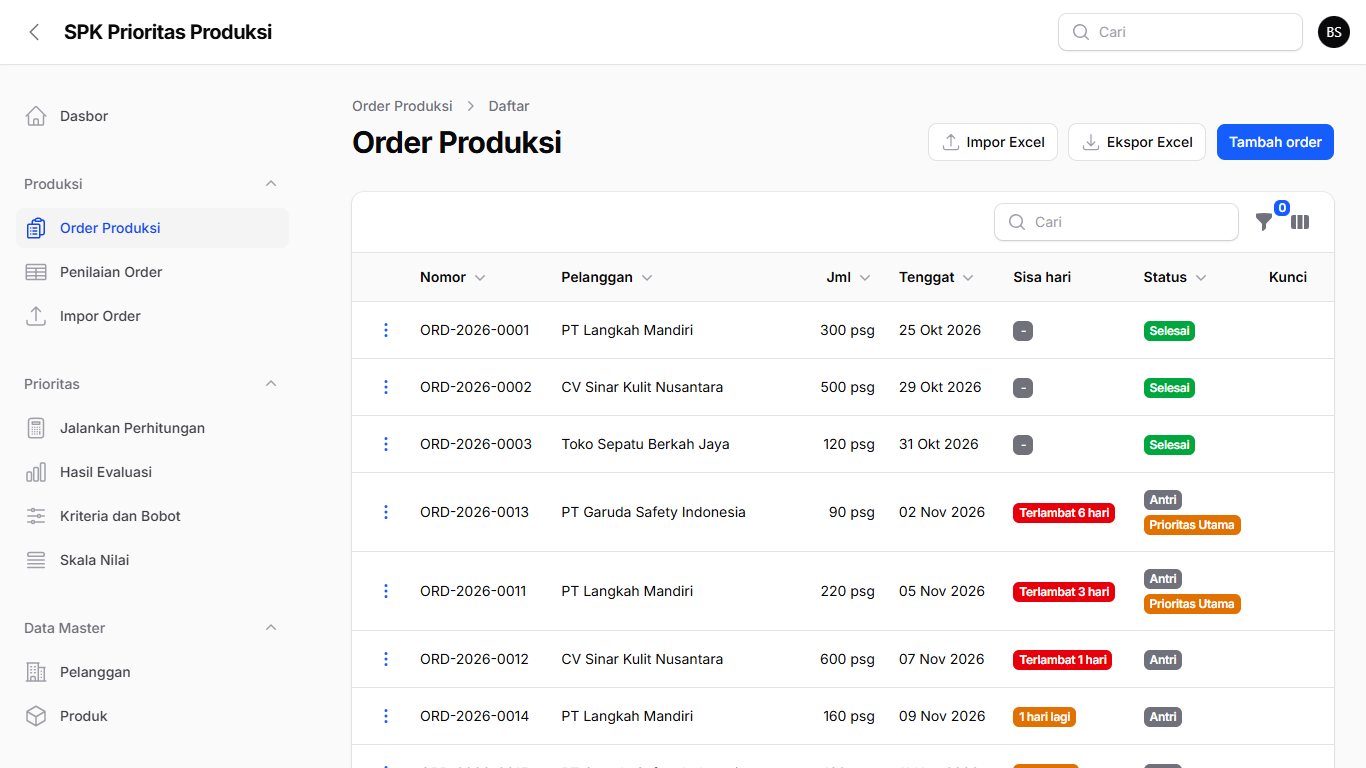 SPK Prioritas Produksi
Cari
BS
Dasbor
Produksi
Order Produksi
Penilaian Order
Impor Order
Prioritas
Jalankan Perhitungan
Hasil Evaluasi
Kriteria dan Bobot
Skala Nilai
Data Master
Pelanggan
Produk
Order Produksi > Daftar
Order Produksi
Impor Excel
Ekspor Excel
Tambah order
Cari
0
Nomor Pelanggan Jml Tenggat Sisa hari Status Kunci
ORD-2026-0001 PT Langkah Mandiri 300 psg 25 Okt 2026 - Selesai
ORD-2026-0002 CV Sinar Kulit Nusantara 500 psg 29 Okt 2026 - Selesai
ORD-2026-0003 Toko Sepatu Berkah Jaya 120 psg 31 Okt 2026 - Selesai
ORD-2026-0013 PT Garuda Safety Indonesia 90 psg 02 Nov 2026 Terlambat 6 hari Antri
Prioritas Utama
ORD-2026-0011 PT Langkah Mandiri 220 psg 05 Nov 2026 Terlambat 3 hari Antri
Prioritas Utama
ORD-2026-0012 CV Sinar Kulit Nusantara 600 psg 07 Nov 2026 Terlambat 1 hari Antri
ORD-2026-0014 PT Langkah Mandiri 160 psg 09 Nov 2026 1 hari lagi Antri